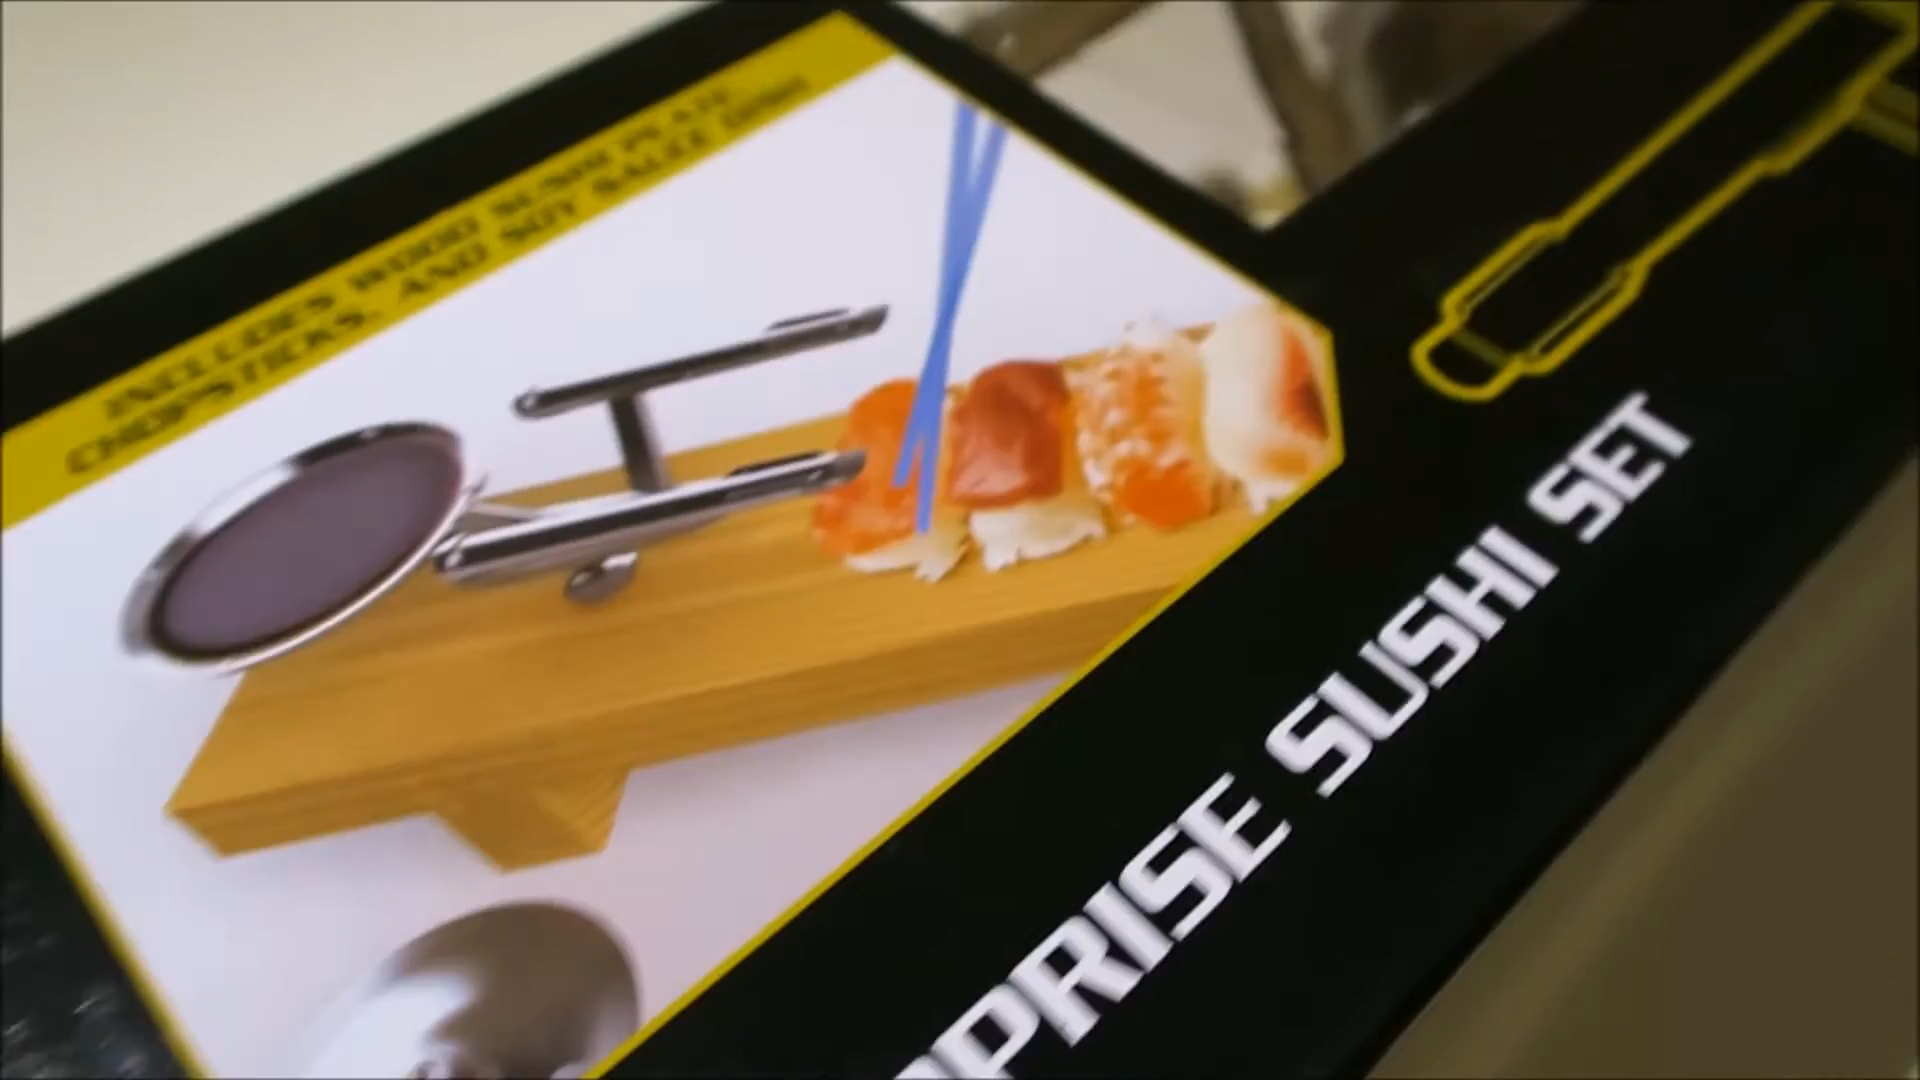 INCLUDES WOOD SUSHI PLATE,
CHOPSTICKS, AND SOY SAUCE DISH!
PRISE SUSHI SET